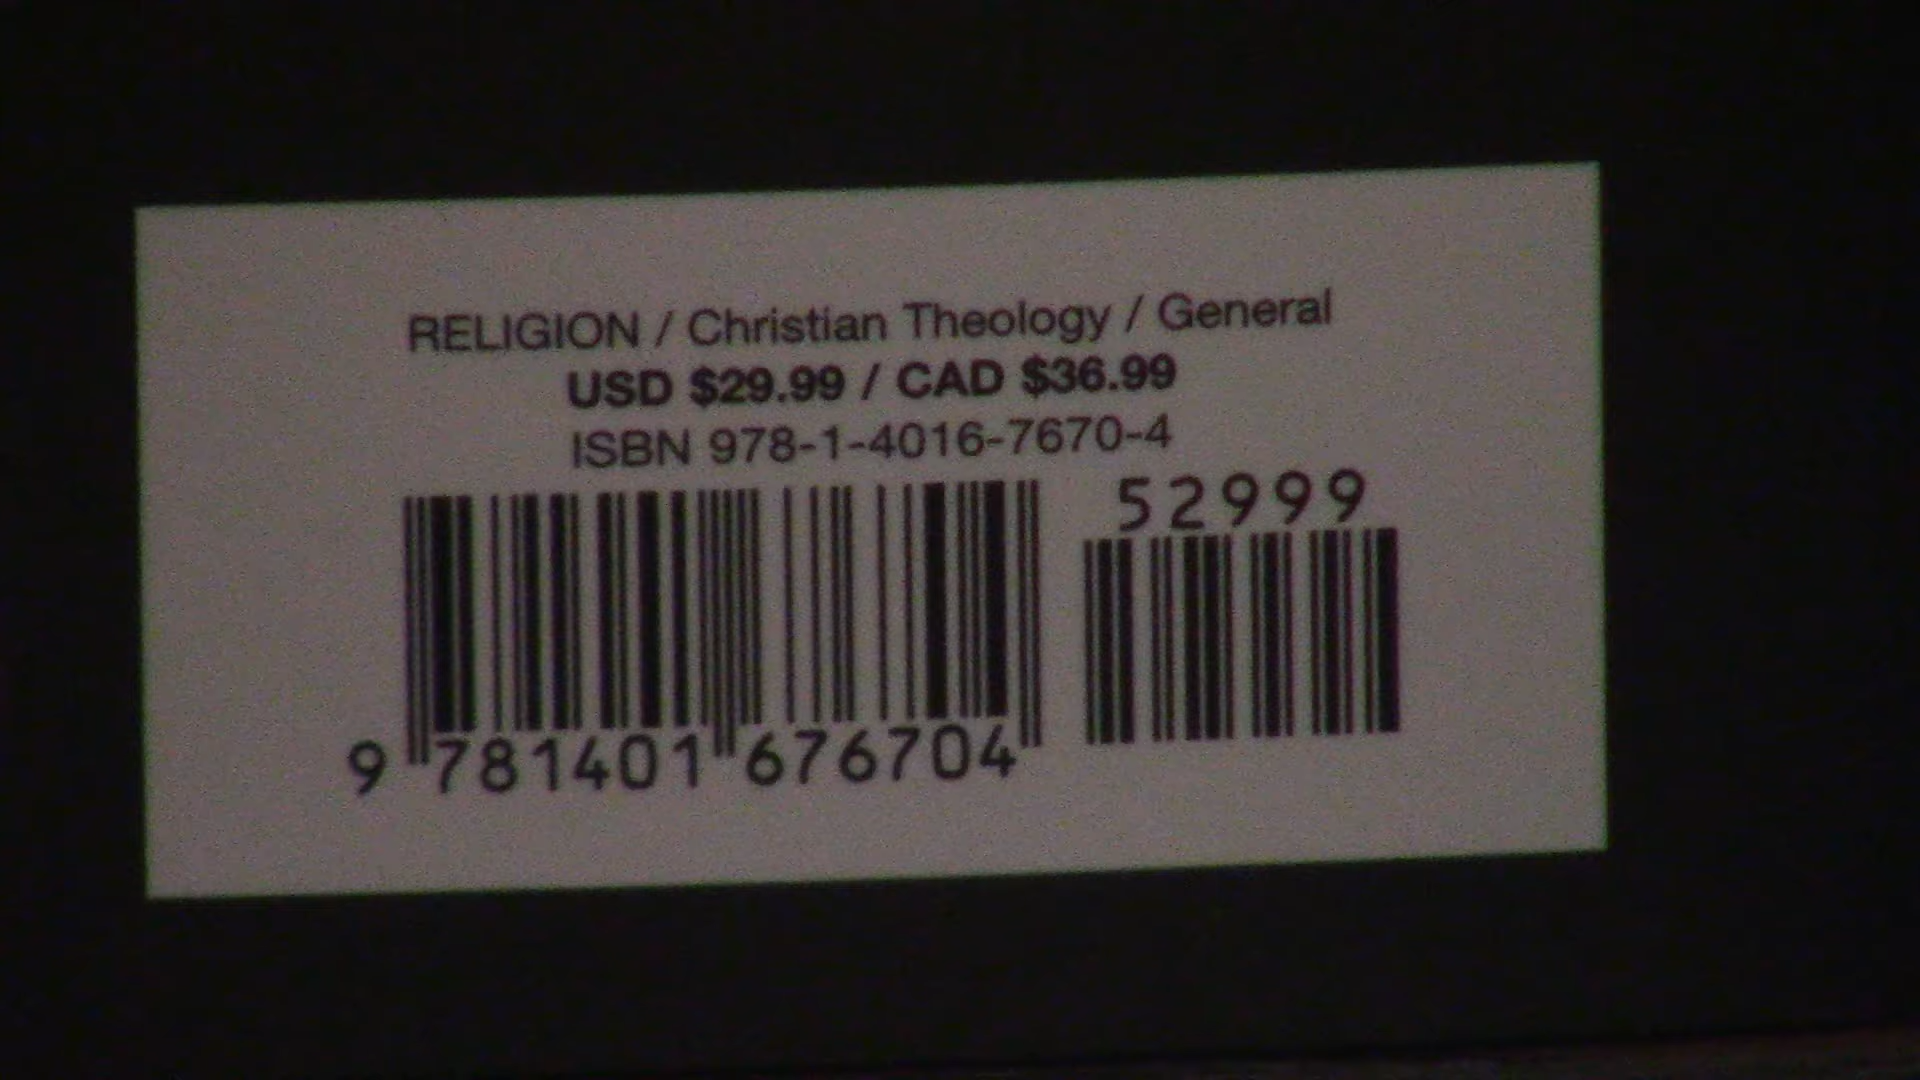 RELIGION / Christian Theology / General
USD $29.99 / CAD $36.99
ISBN 978-1-4016-7670-4
52999
9 781401 676704